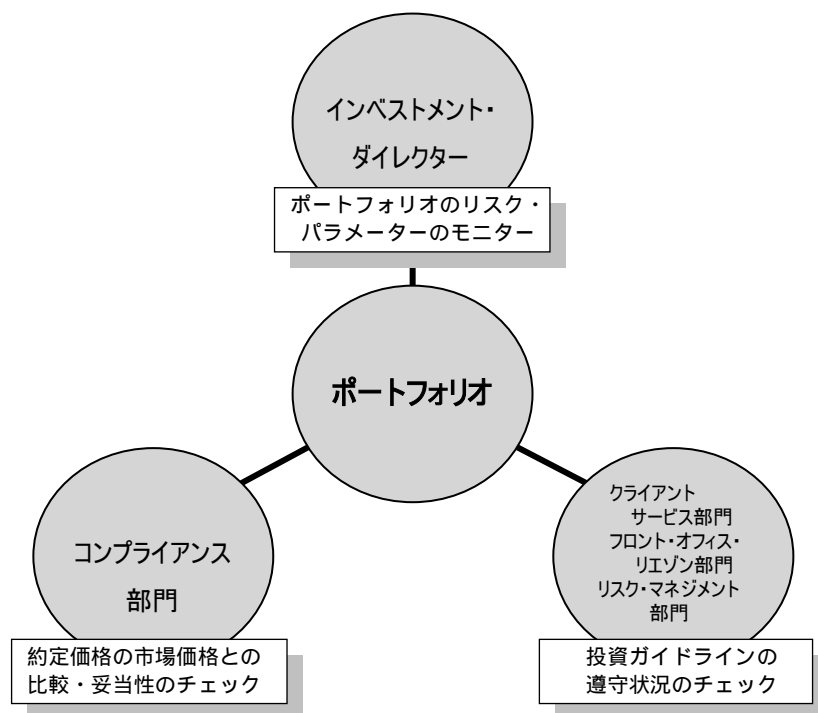 インベストメント・
ダイレクター
ポートフォリオのリスク・
パラメーターのモニター
ポートフォリオ
コンプライアンス
部門
約定価格の市場価格との
比較・妥当性のチェック
クライアント
サービス部門
フロント・オフィス・
リエゾン部門
リスク・マネジメント
部門
投資ガイドラインの
遵守状況のチェック